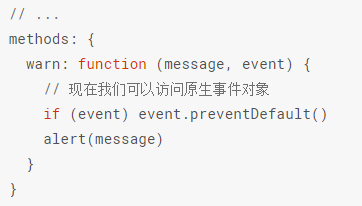 // ...
methods: {
  warn: function (message, event) {
    // 现在我们可以访问原生事件对象
    if (event) event.preventDefault()
    alert(message)
  }
}